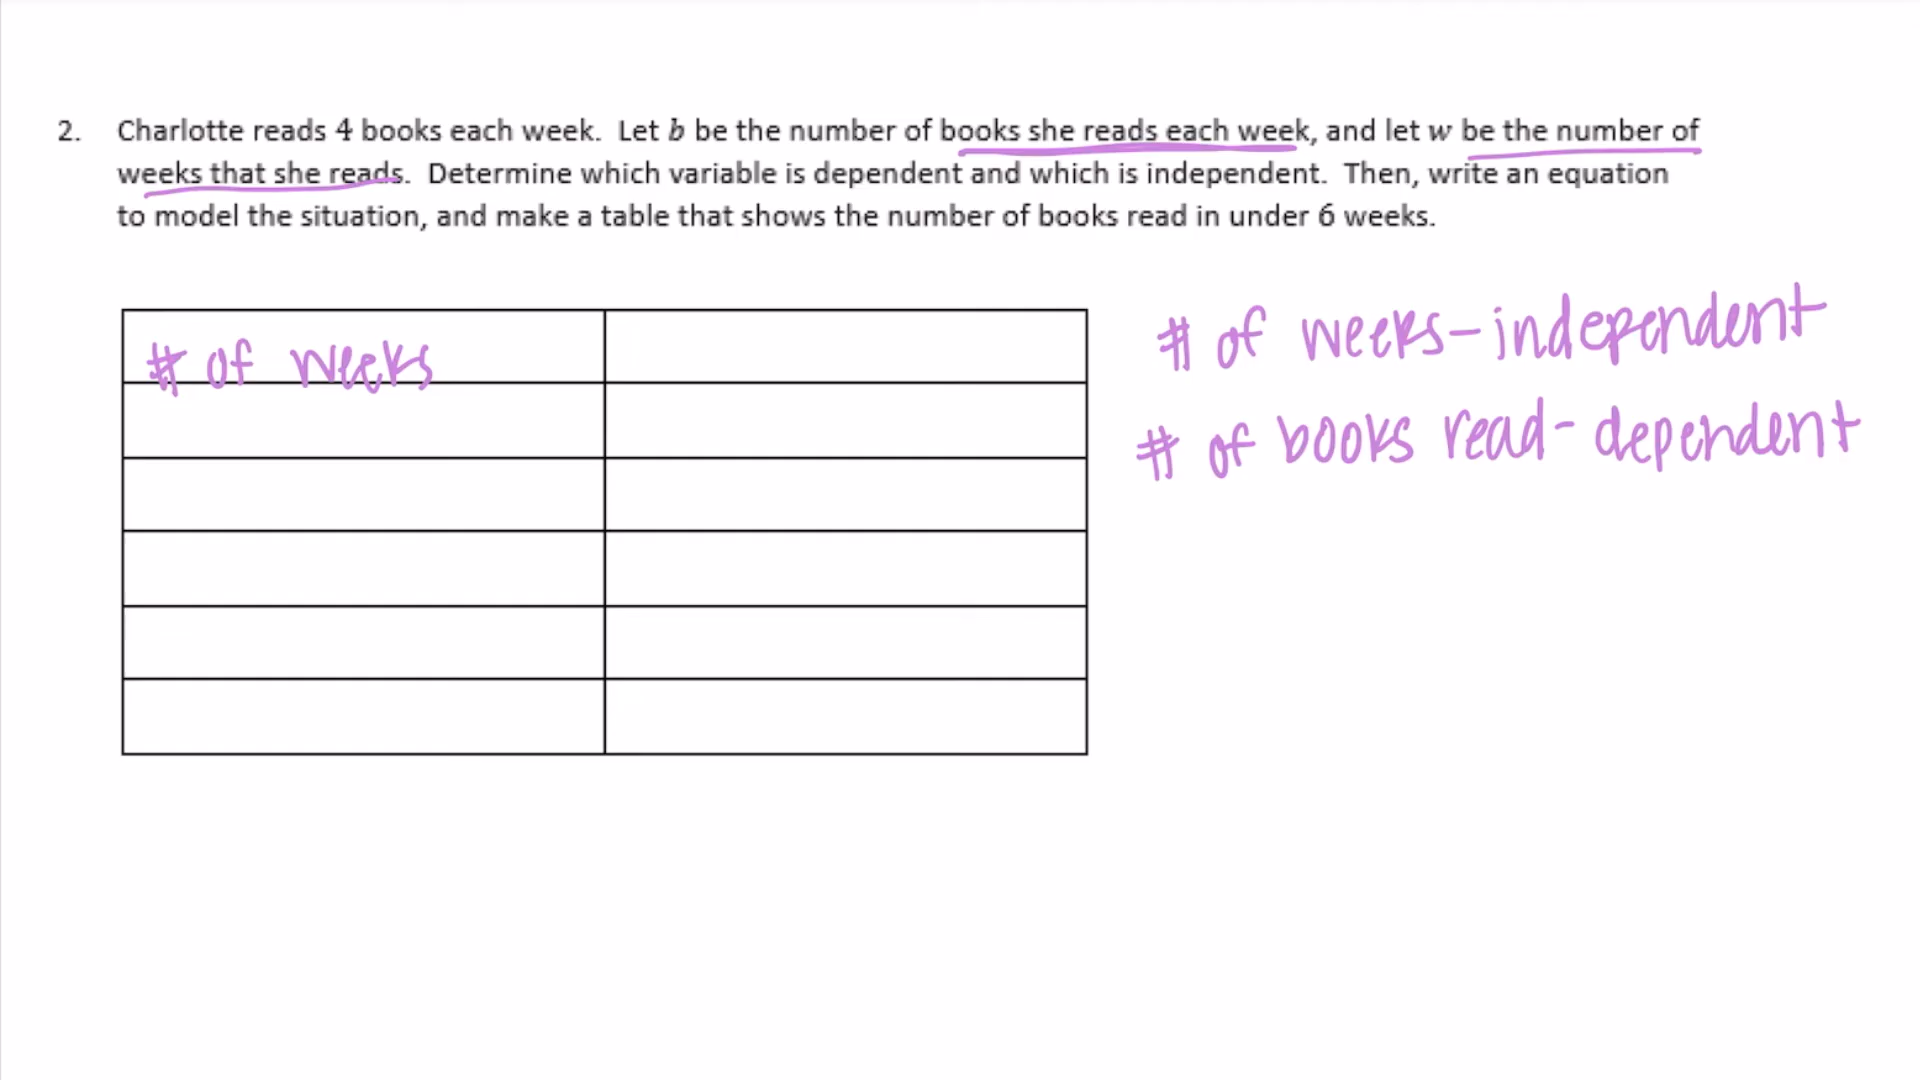 2. Charlotte reads 4 books each week. Let b be the number of books she reads each week, and let w be the number of
weeks that she reads. Determine which variable is dependent and which is independent. Then, write an equation
to model the situation, and make a table that shows the number of books read in under 6 weeks.
# of weeks
# of weeks-independent
# of books read-dependent